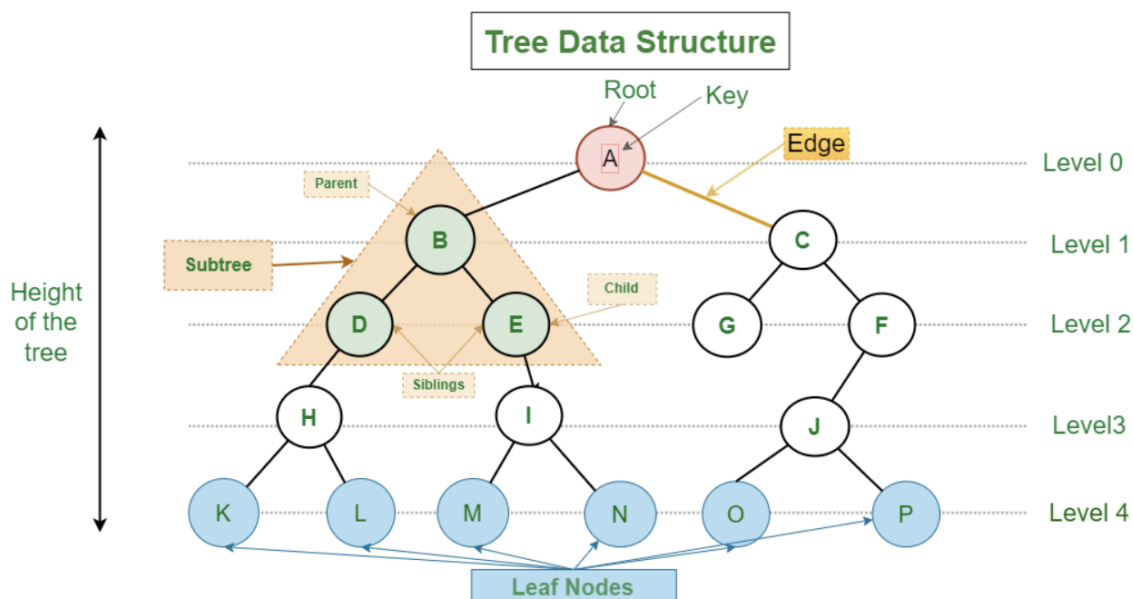 Tree Data Structure
Root
Key
A
Edge
Level 0
Parent
B
C
Level 1
Subtree
Child
Height
of the
tree
D
E
G
F
Level 2
Siblings
H
I
J
Level3
K
L
M
N
O
P
Level 4
Leaf Nodes